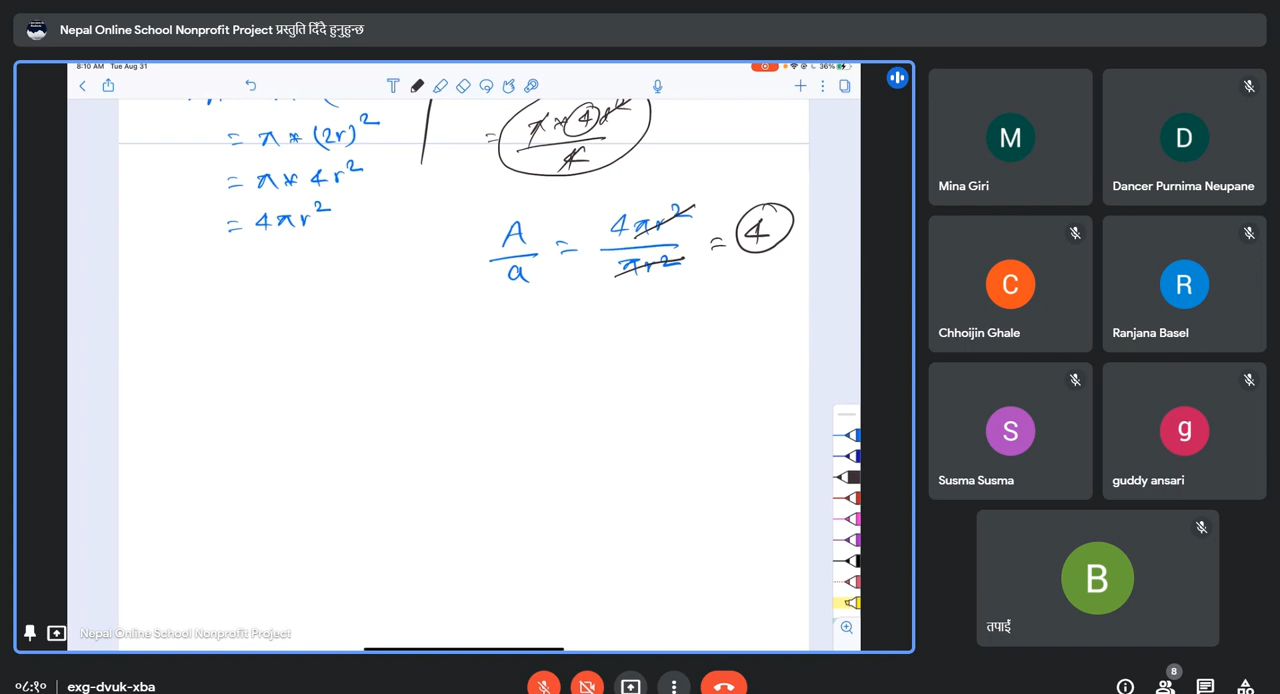 Nepal Online School Nonprofit Project प्रस्तुति दिँदै हुनुहुन्छ
8:10 AM Tue Aug 31
36%
= π * (2r)²
= π * 4r²
= 4πr²
= π * 4r² / 4
A/a = 4πr² / πr² = 4
Nepal Online School Nonprofit Project
M
Mina Giri
D
Dancer Purnima Neupane
C
Chhoijin Ghale
R
Ranjana Basel
S
Susma Susma
g
guddy ansari
B
तपाईं
०८:१० | exg-dvuk-xba
8